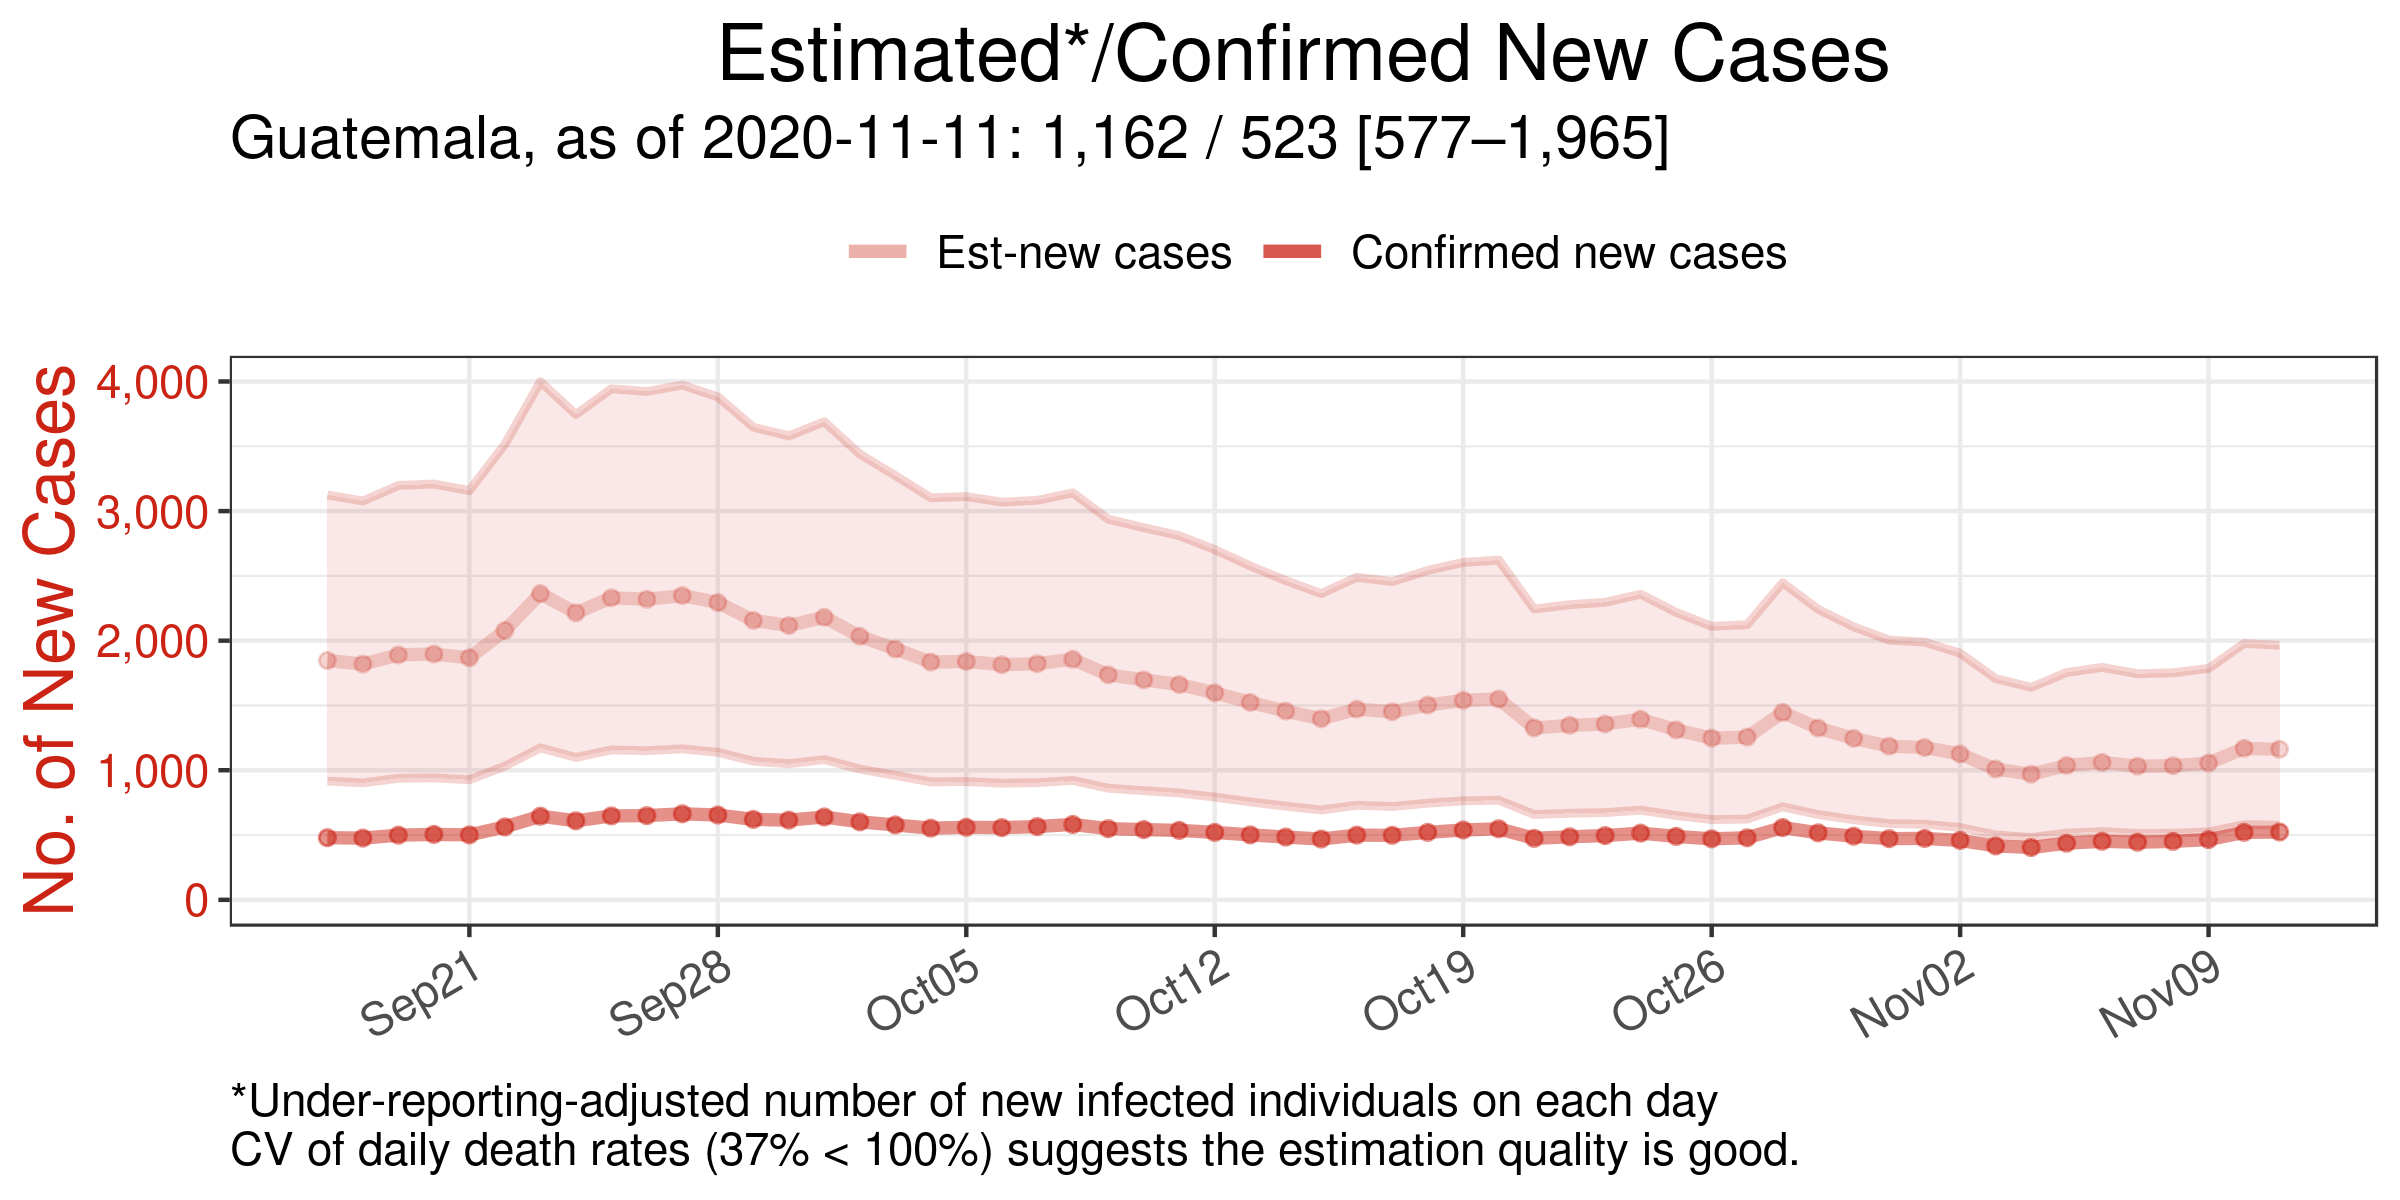 Estimated*/Confirmed New Cases
Guatemala, as of 2020-11-11: 1,162 / 523 [577–1,965]
Est-new cases
Confirmed new cases
No. of New Cases
4,000
3,000
2,000
1,000
0
Sep21
Sep28
Oct05
Oct12
Oct19
Oct26
Nov02
Nov09
*Under-reporting-adjusted number of new infected individuals on each day
CV of daily death rates (37% < 100%) suggests the estimation quality is good.